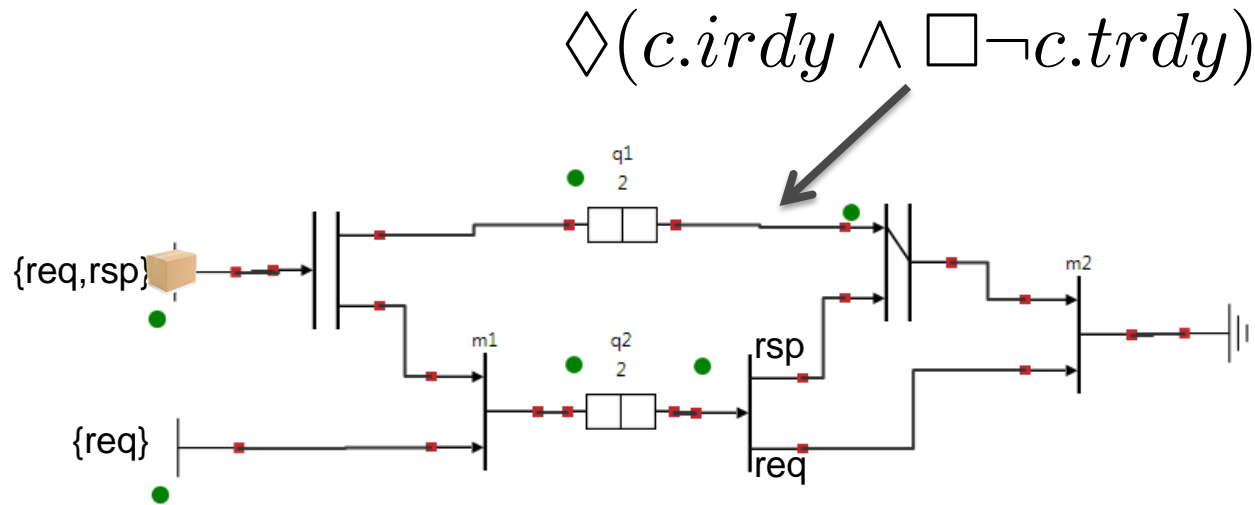 ◇(c.irdy ∧ □¬c.trdy)
q1
2
{req,rsp}
m2
m1
q2
2
rsp
{req}
req